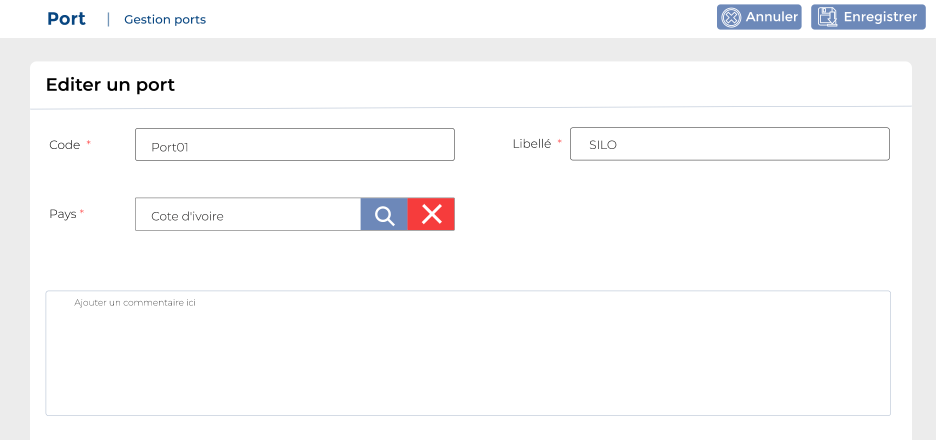 Port | Gestion ports Annuler Enregistrer
Editer un port
Code * Port01 Libellé * SILO
Pays * Cote d'ivoire
Ajouter un commentaire ici